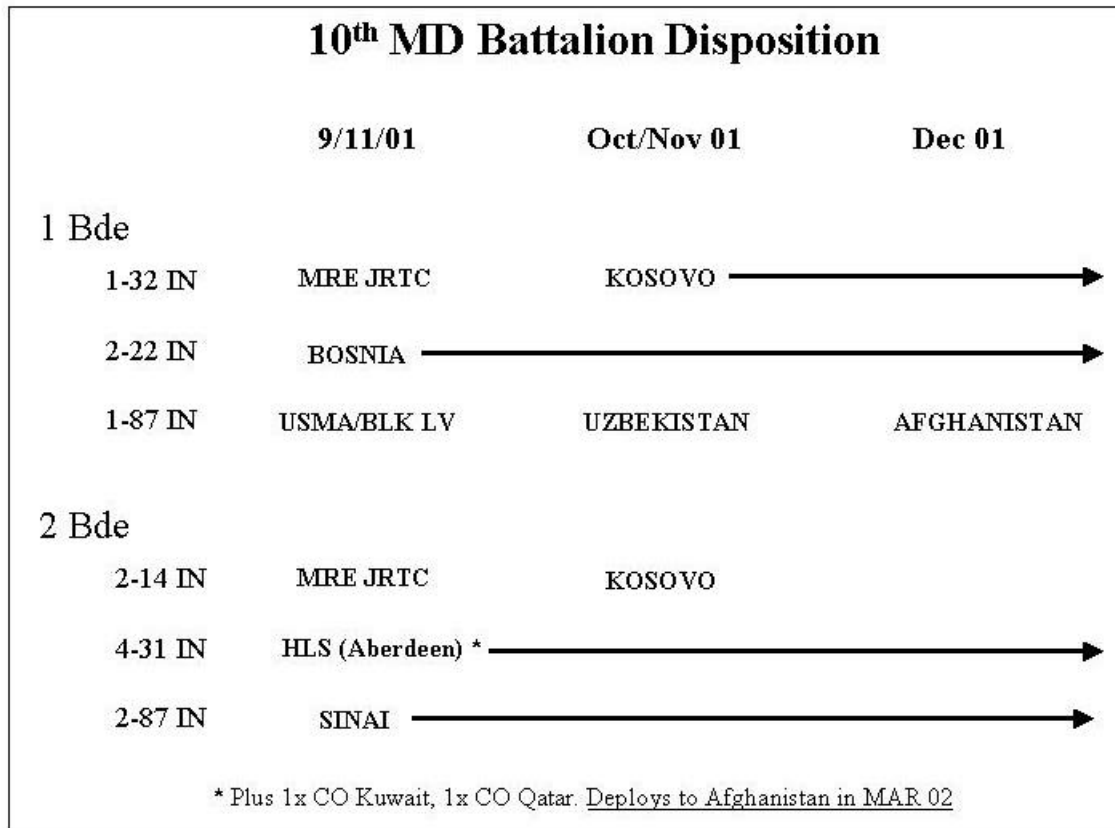 10th MD Battalion Disposition
9/11/01 Oct/Nov 01 Dec 01
1 Bde
1-32 IN MRE JRTC KOSOVO
2-22 IN BOSNIA
1-87 IN USMA/BLK LV UZBEKISTAN AFGHANISTAN
2 Bde
2-14 IN MRE JRTC KOSOVO
4-31 IN HLS (Aberdeen) *
2-87 IN SINAI
* Plus 1x CO Kuwait, 1x CO Qatar. Deploys to Afghanistan in MAR 02